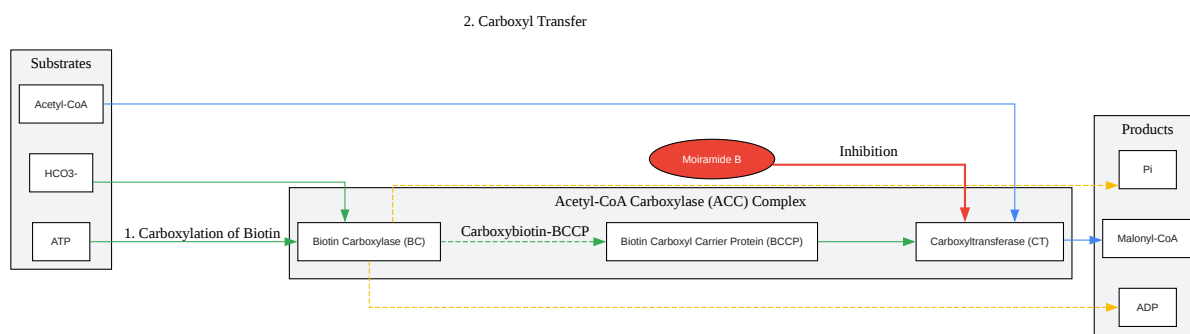 2. Carboxyl Transfer
Substrates
Acetyl-CoA
HCO3-
ATP
1. Carboxylation of Biotin
Moiramide B
Inhibition
Acetyl-CoA Carboxylase (ACC) Complex
Biotin Carboxylase (BC)
Carboxybiotin-BCCP
Biotin Carboxyl Carrier Protein (BCCP)
Carboxyltransferase (CT)
Products
Pi
Malonyl-CoA
ADP